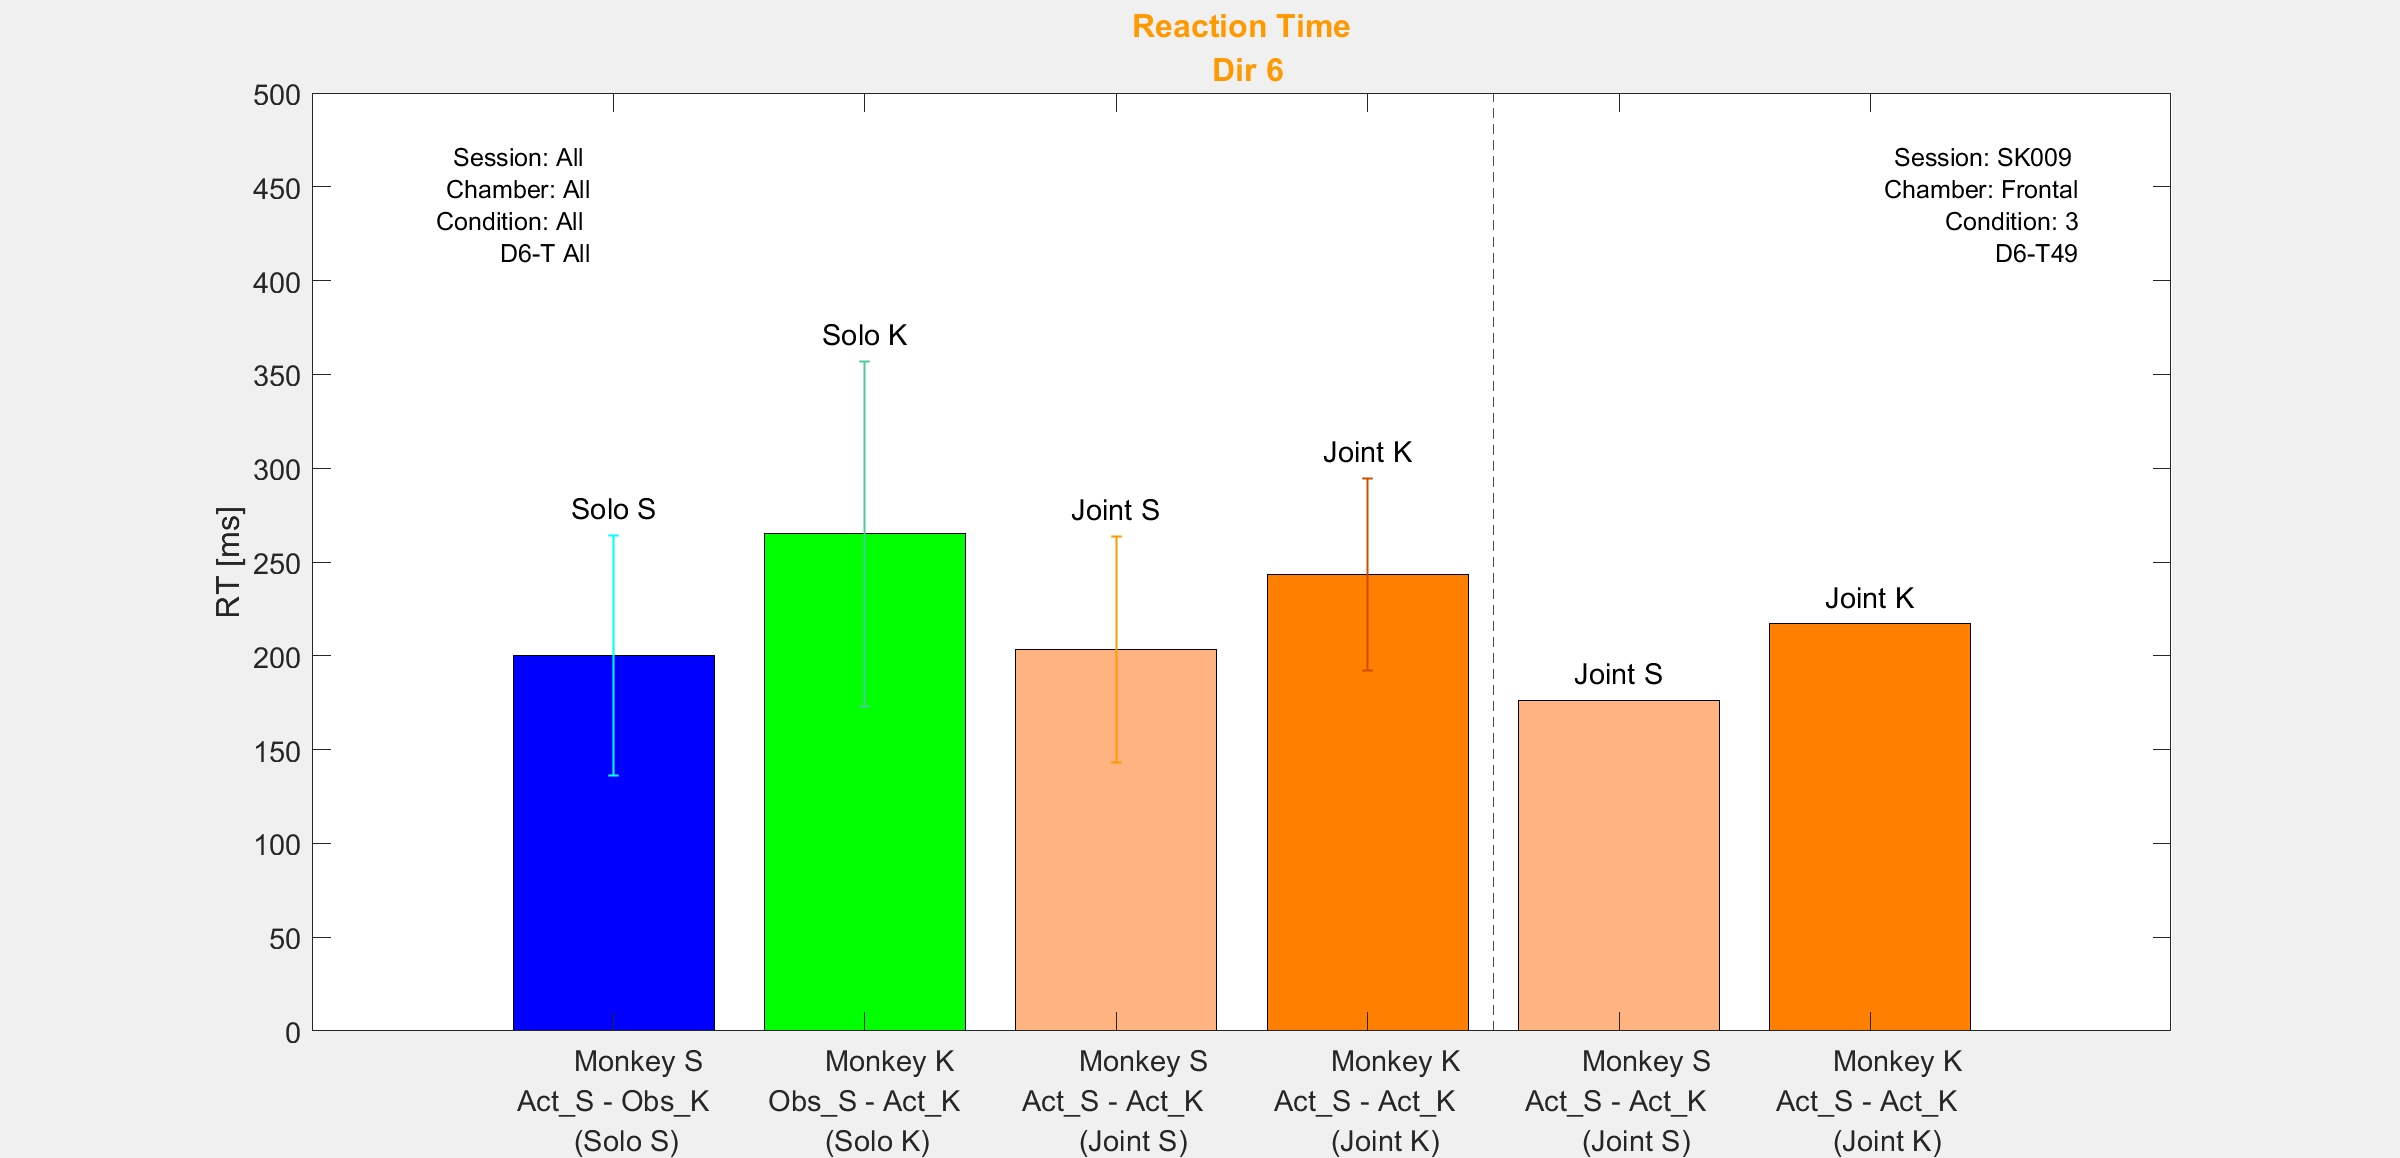 Reaction Time
Dir 6
500
450
400
350
300
250
200
150
100
50
0
RT [ms]
Session: All
Chamber: All
Condition: All
D6-T All
Session: SK009
Chamber: Frontal
Condition: 3
D6-T49
Solo S
Solo K
Joint S
Joint K
Joint S
Joint K
Monkey S
Act_S - Obs_K
(Solo S)
Monkey K
Obs_S - Act_K
(Solo K)
Monkey S
Act_S - Act_K
(Joint S)
Monkey K
Act_S - Act_K
(Joint K)
Monkey S
Act_S - Act_K
(Joint S)
Monkey K
Act_S - Act_K
(Joint K)